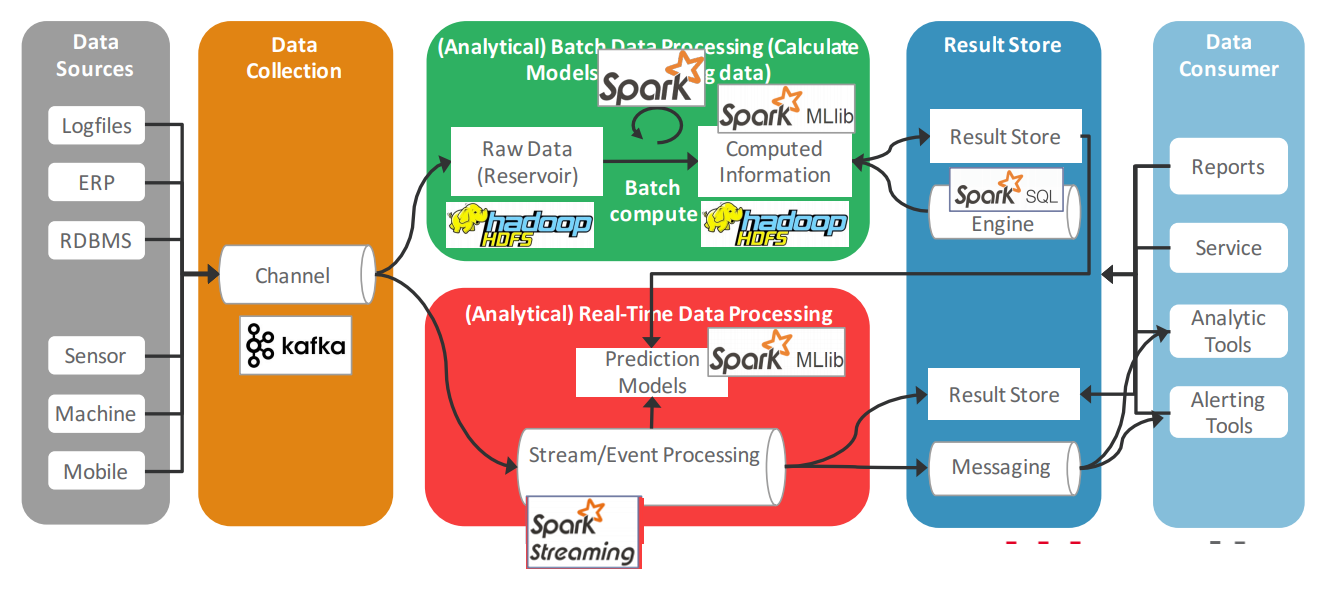 Data
Sources
Logfiles
ERP
RDBMS
Sensor
Machine
Mobile
Data
Collection
Channel
kafka
(Analytical) Batch Data Processing (Calculate
Models g data)
Spark
Spark MLlib
Raw Data
(Reservoir)
Computed
Information
Batch
compute
hadoop
HDFS
hadoop
HDFS
(Analytical) Real-Time Data Processing
Prediction
Models
Spark MLlib
Stream/Event Processing
Spark
Streaming
Result Store
Result Store
Spark SQL
Engine
Result Store
Messaging
Data
Consumer
Reports
Service
Analytic
Tools
Alerting
Tools